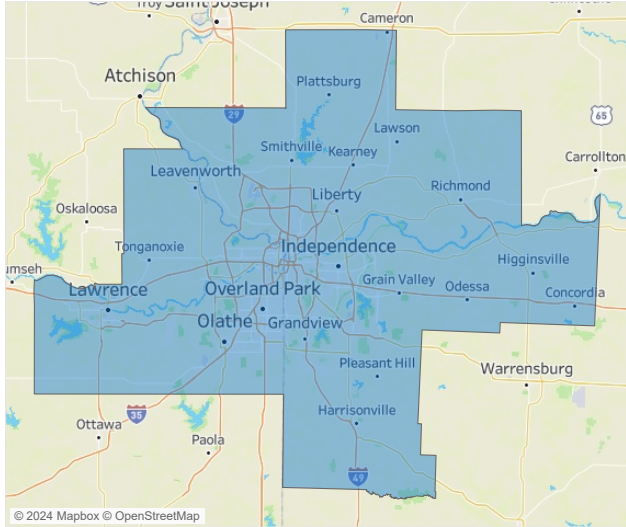 Troy
Saint Joseph
Cameron
Atchison
Plattsburg
29
65
Lawson
Smithville
Kearney
Carrollton
Leavenworth
Richmond
Liberty
Oskaloosa
Tonganoxie
Independence
Higginsville
umseh
Grain Valley
Lawrence
Overland Park
Odessa
Concordia
Olathe
Grandview
Pleasant Hill
Warrensburg
Harrisonville
35
Ottawa
Paola
49
© 2024 Mapbox © OpenStreetMap